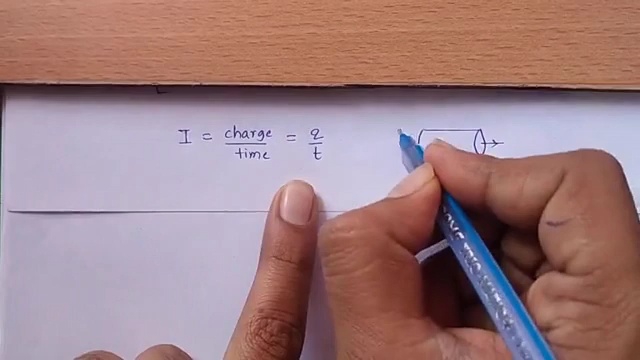 I = charge/time = q/t